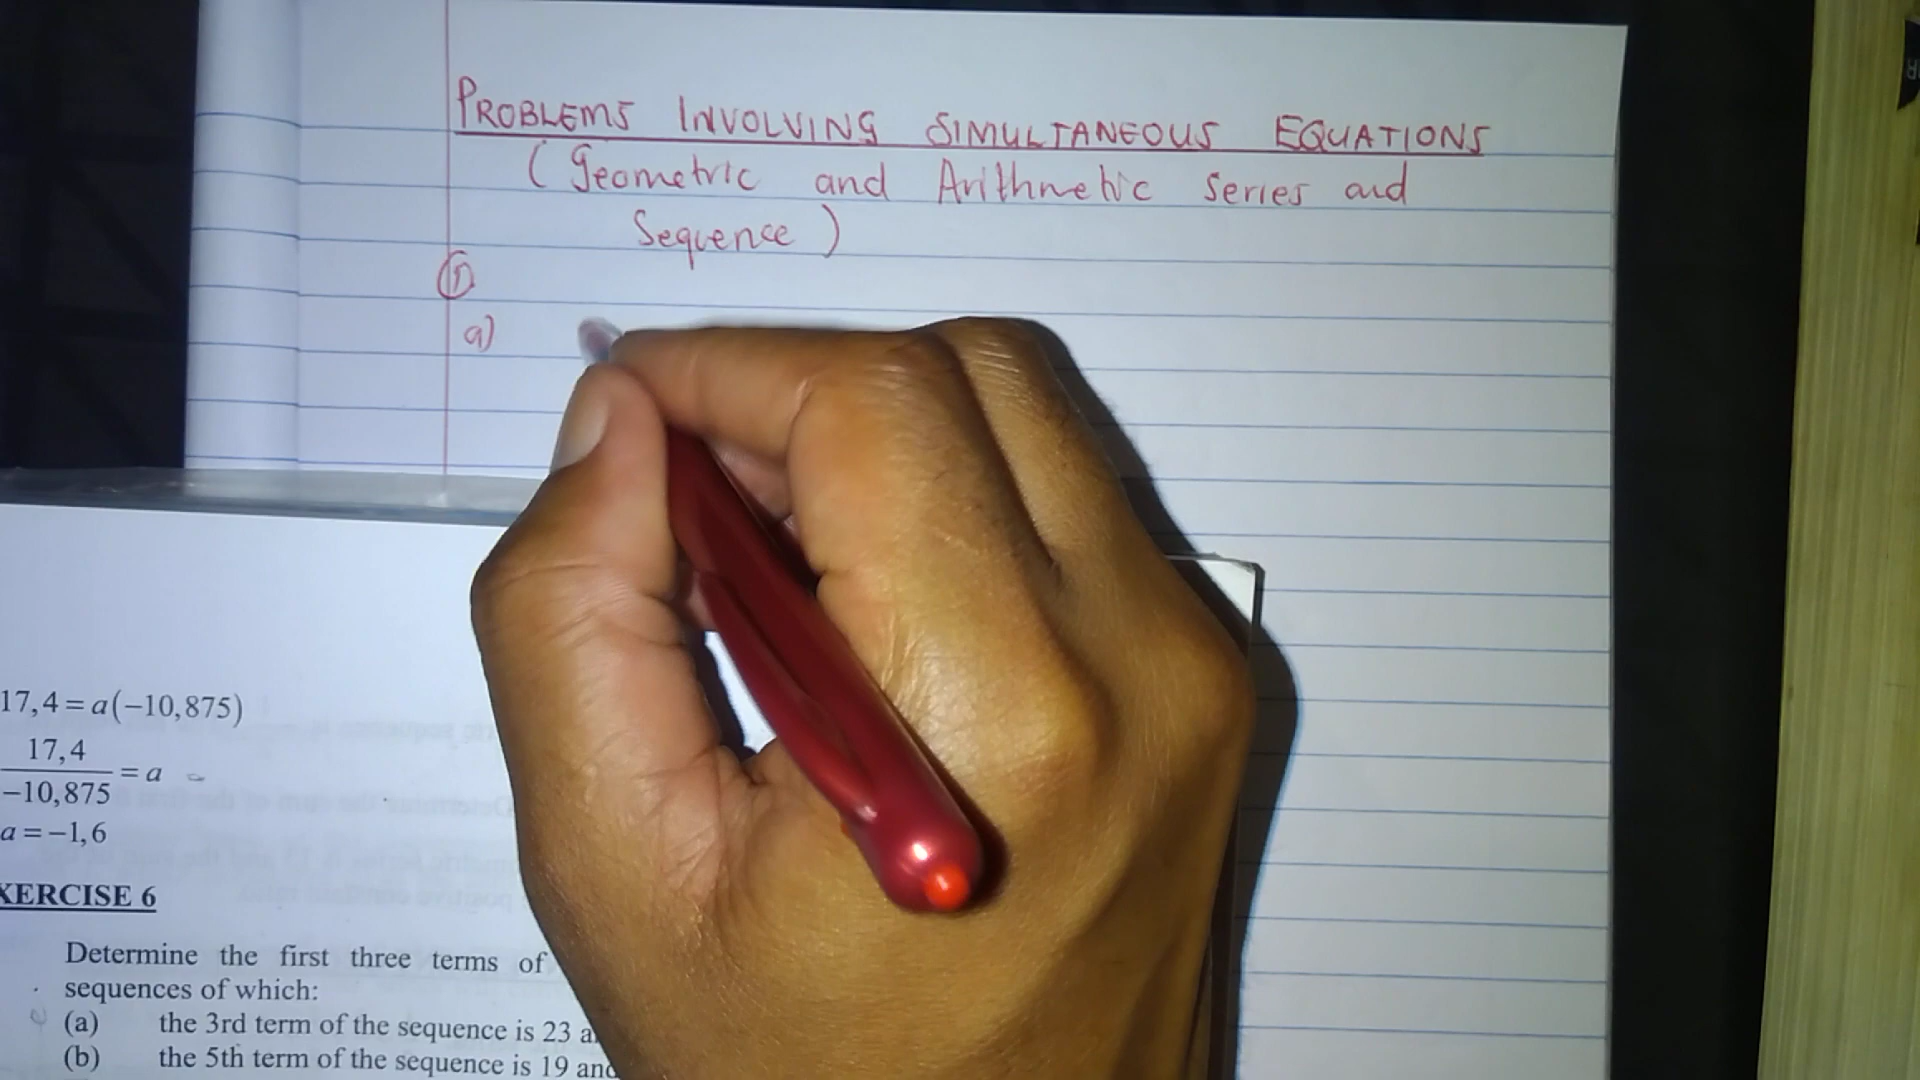 PROBLEMS INVOLVING SIMULTANEOUS EQUATIONS
(Geometric and Arithmetic Series and
Sequence)
①
a)
17,4 = a(−10,875)
17,4
−10,875
= a
a = −1,6
XERCISE 6
Determine the first three terms of
sequences of which:
(a) the 3rd term of the sequence is 23
(b) the 5th term of the sequence is 19 and